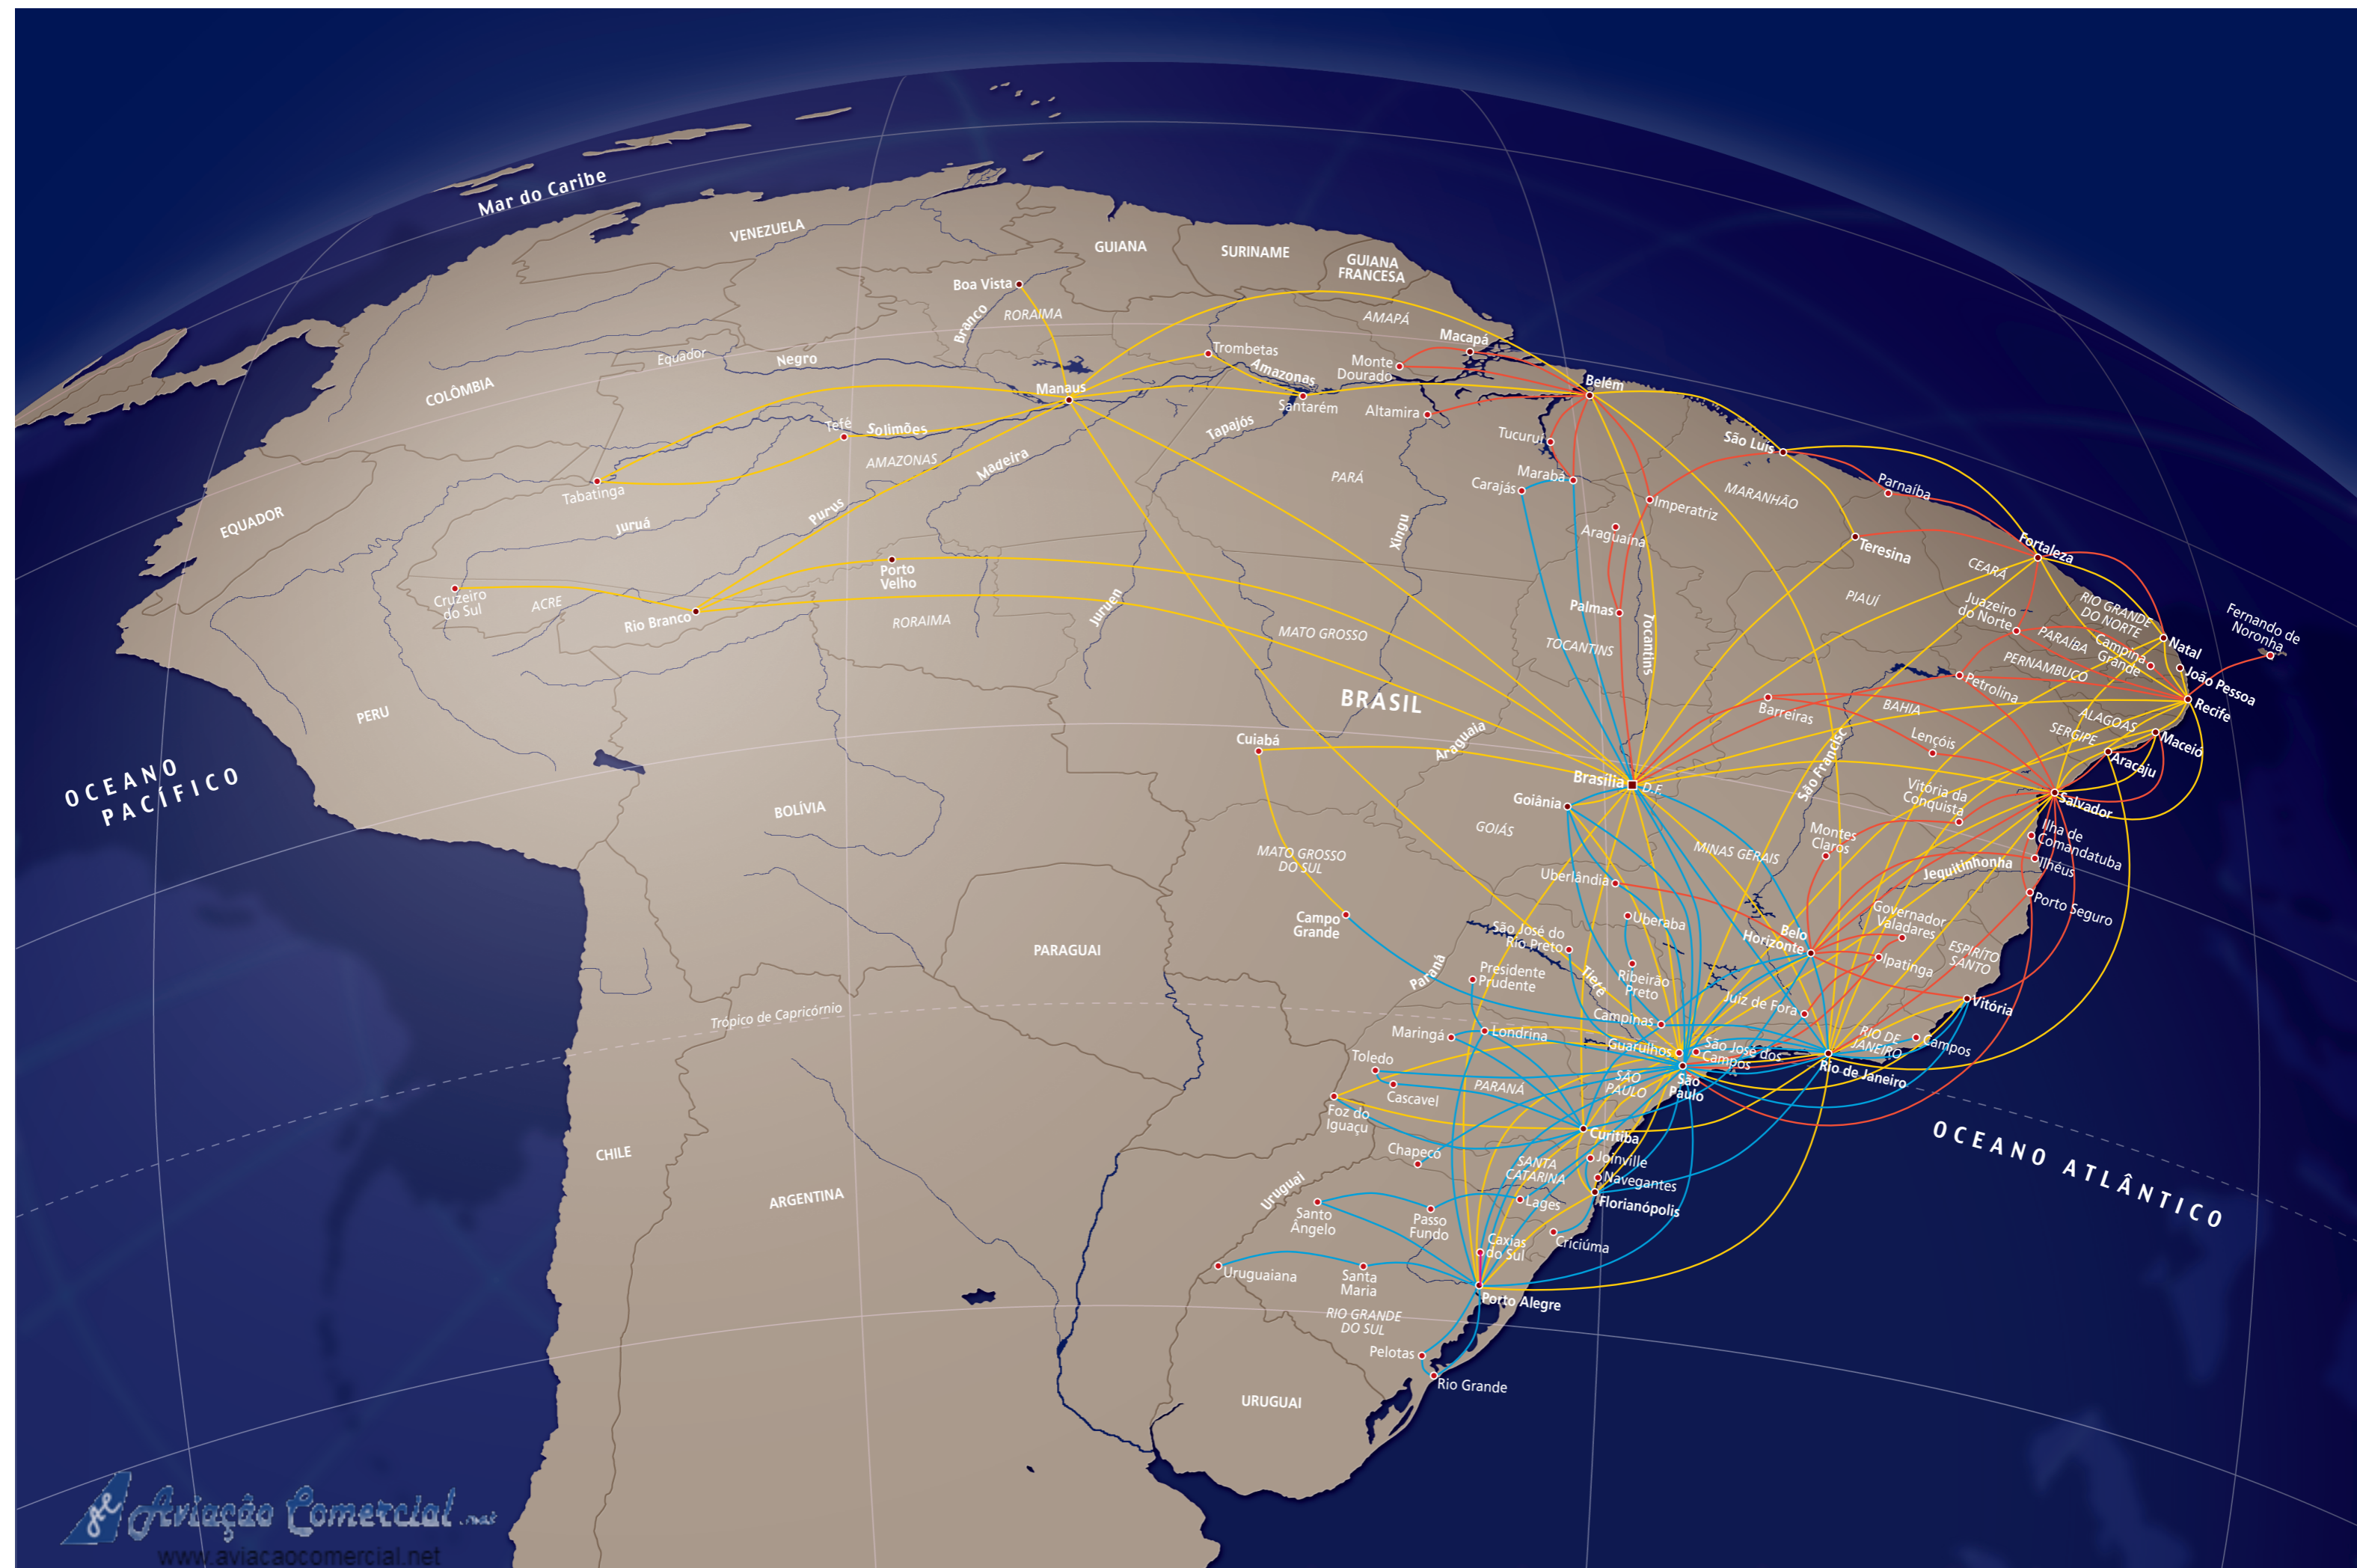 Mar do Caribe
VENEZUELA
GUIANA
SURINAME
GUIANA
FRANCESA
COLÔMBIA
Equador
Negro
Branco
Boa Vista
RORAIMA
AMAPÁ
Macapá
Trombetas
Amazonas
Monte
Dourado
Manaus
Santarém
Altamira
Belém
Tefé
Solimões
AMAZONAS
Madeira
Tapajós
Tucuruí
São Luís
Tabatinga
PARÁ
Marabá
Carajás
Imperatriz
MARANHÃO
Parnaíba
EQUADOR
Juruá
Purus
Xingu
Araguaína
Teresina
Fortaleza
CEARÁ
Porto
Velho
Cruzeiro
do Sul
ACRE
Rio Branco
RORAIMA
Juruen
MATO GROSSO
Palmas
TOCANTINS
Tocantins
PIAUÍ
Juazeiro
do Norte
RIO GRANDE
DO NORTE
PARAÍBA
Campina
Grande
Natal
João Pessoa
Fernando de
Noronha
PERNAMBUCO
Recife
PERU
BRASIL
Petrolina
Barreiras
BAHIA
ALAGOAS
SERGIPE
Maceió
Aracaju
Lençóis
Cuiabá
Araguaia
São Francisc
OCEANO
PACÍFICO
Brasília
D.F.
Goiânia
GOIÁS
Vitória da
Conquista
Salvador
BOLÍVIA
Montes
Claros
Ilha de
Comandatuba
Ilhéus
MATO GROSSO
DO SUL
MINAS GERAIS
Jequitinhonha
Uberlândia
Porto Seguro
Campo
Grande
Uberaba
São José do
Rio Preto
Governador
Valadares
Belo
Horizonte
ESPIRÍTO
SANTO
PARAGUAI
Paraná
Presidente
Prudente
Tietê
Ribeirão
Preto
Ipatinga
Vitória
Trópico de Capricórnio
Campinas
Juiz de Fora
Maringá
Londrina
Guarulhos
São José dos
Campos
RIO DE
JANEIRO
Campos
Toledo
Cascavel
PARANÁ
SÃO
PAULO
São
Paulo
Rio de Janeiro
Foz do
Iguaçu
Curitiba
OCEANO ATLÂNTICO
CHILE
Chapecó
SANTA
CATARINA
Joinville
Navegantes
Florianópolis
ARGENTINA
Uruguai
Santo
Ângelo
Passo
Fundo
Lages
Criciúma
Caxias
do Sul
Uruguaiana
Santa
Maria
Porto Alegre
RIO GRANDE
DO SUL
Pelotas
Rio Grande
URUGUAI
Aviação Comercial.net
www.aviacaocomercial.net